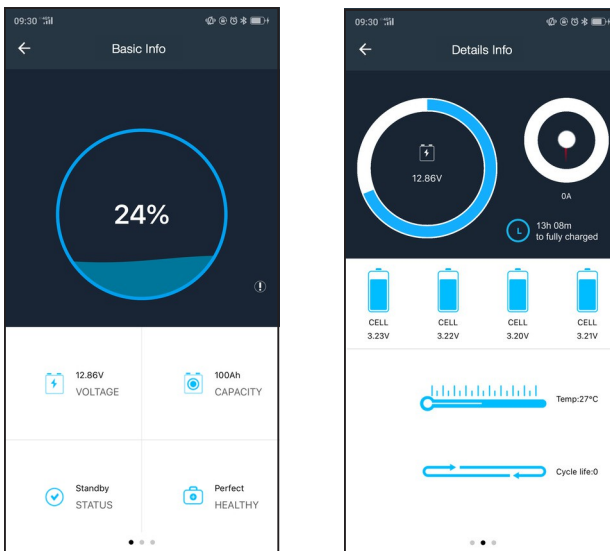 09:30
Basic Info
24%
12.86V
VOLTAGE
100Ah
CAPACITY
Standby
STATUS
Perfect
HEALTHY
09:30
Details Info
12.86V
0A
13h 08m
to fully charged
CELL
3.23V
CELL
3.22V
CELL
3.20V
CELL
3.21V
Temp:27°C
Cycle life:0